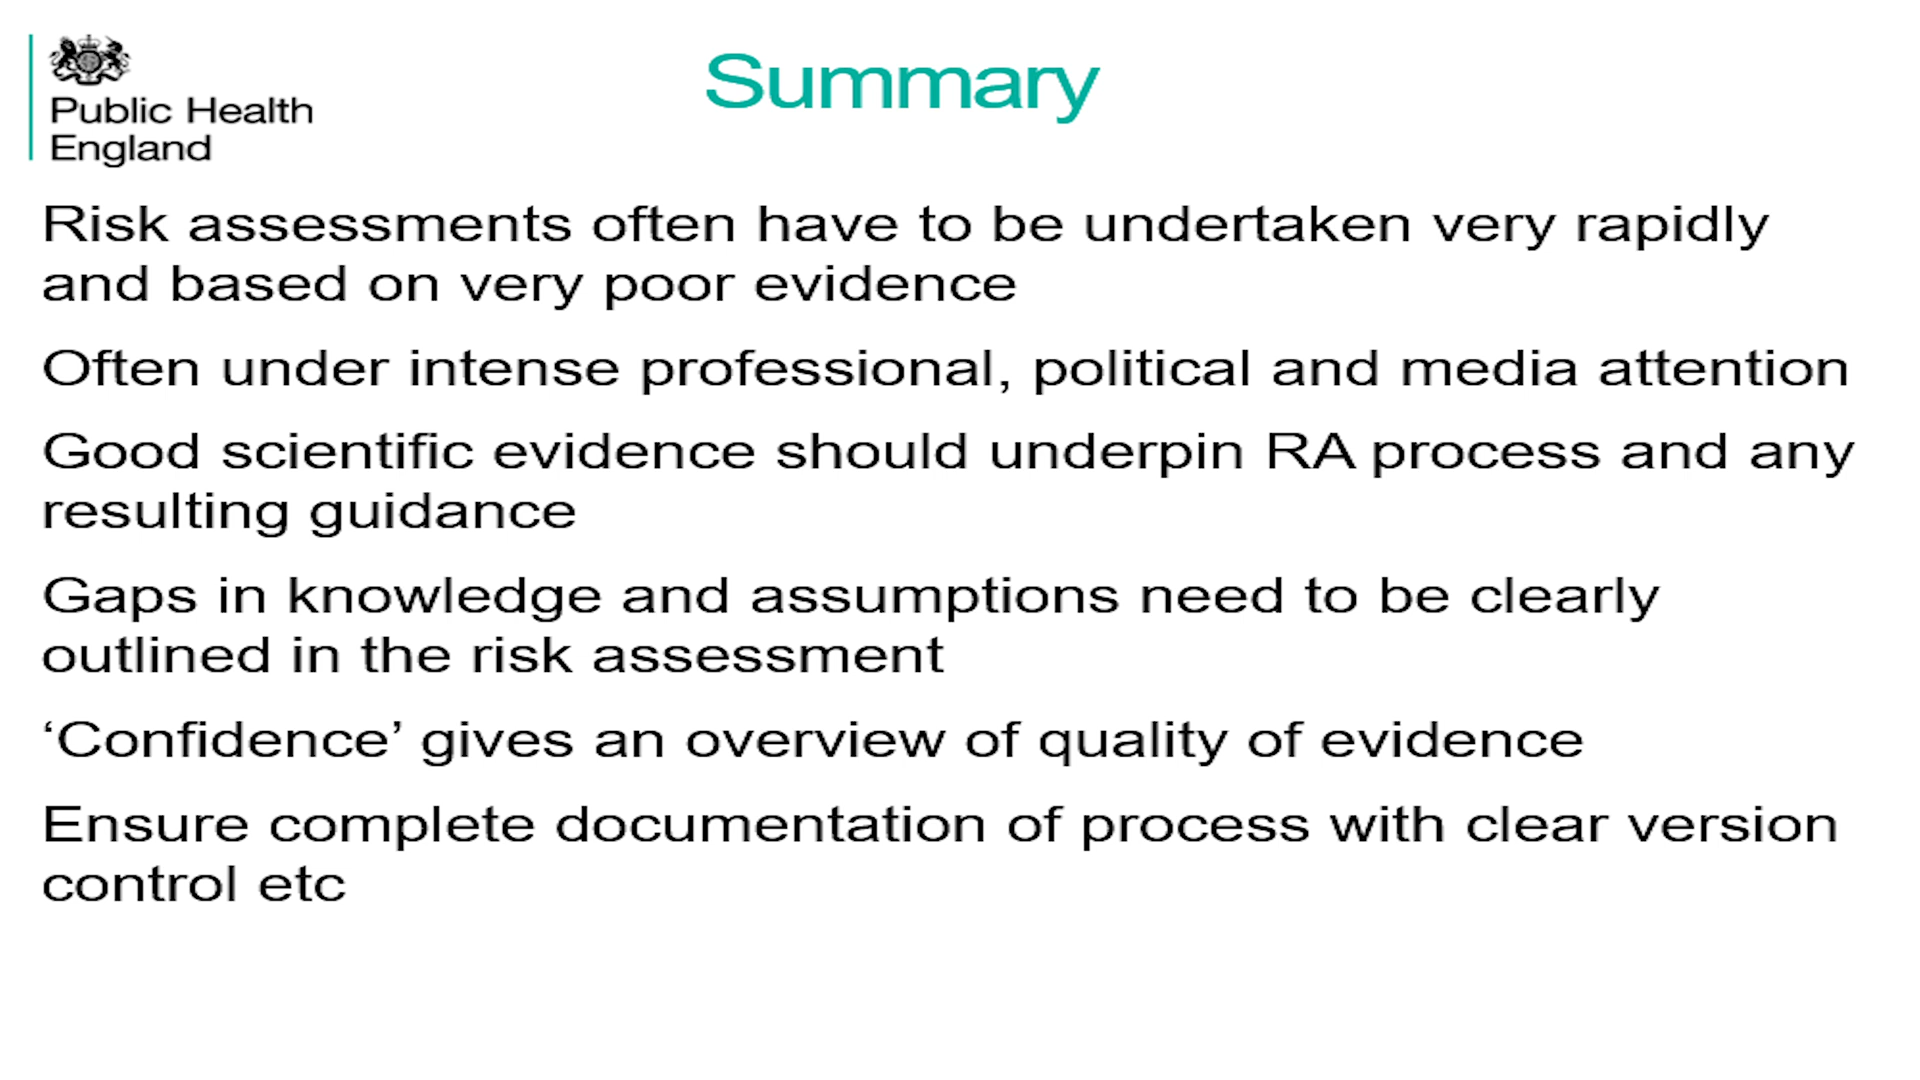 Public Health
England
Summary
Risk assessments often have to be undertaken very rapidly
and based on very poor evidence
Often under intense professional, political and media attention
Good scientific evidence should underpin RA process and any
resulting guidance
Gaps in knowledge and assumptions need to be clearly
outlined in the risk assessment
‘Confidence’ gives an overview of quality of evidence
Ensure complete documentation of process with clear version
control etc